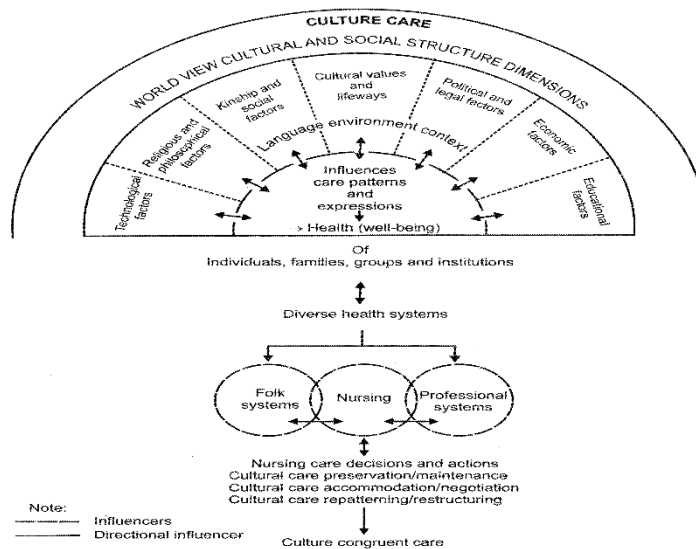 CULTURE CARE
WORLD VIEW CULTURAL AND SOCIAL STRUCTURE DIMENSIONS
Technological
factors
Religious and
philosophical
factors
Kinship and
social
factors
Cultural values
and
lifeways
Political and
legal factors
Economic
factors
Educational
factors
Language environment context
Influences
care patterns
and
expressions
Health (well-being)
Of
Individuals, families, groups and institutions
Diverse health systems
Folk
systems
Nursing
Professional
systems
Nursing care decisions and actions
Cultural care preservation/maintenance
Cultural care accommodation/negotiation
Cultural care repatterning/restructuring
Culture congruent care
Note:
Influencers
Directional influencer